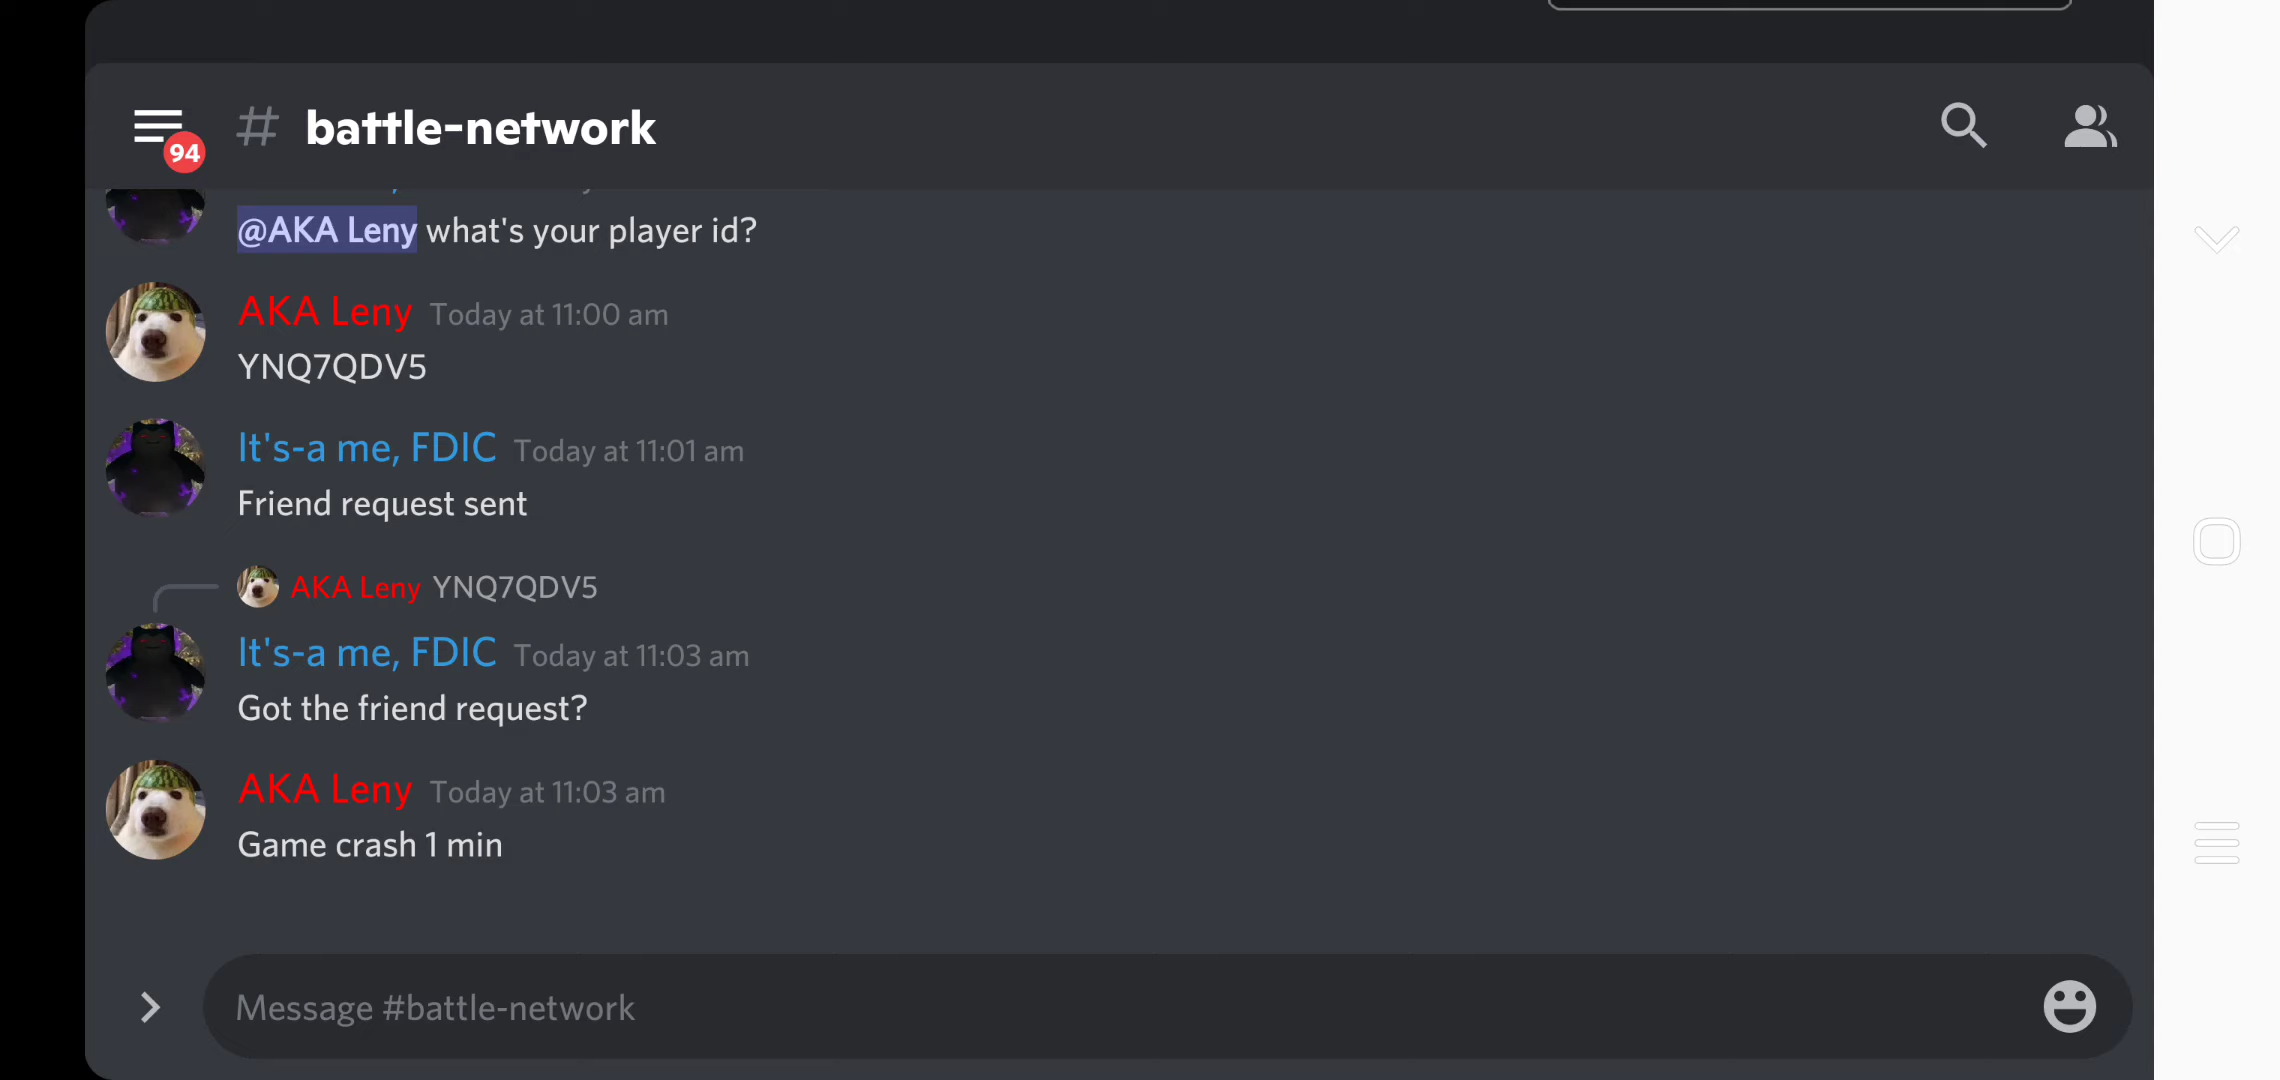 94 # battle-network
@AKA Leny what's your player id?
AKA Leny Today at 11:00 am
YNQ7QDV5
It's-a me, FDIC Today at 11:01 am
Friend request sent
AKA Leny YNQ7QDV5
It's-a me, FDIC Today at 11:03 am
Got the friend request?
AKA Leny Today at 11:03 am
Game crash 1 min
Message #battle-network